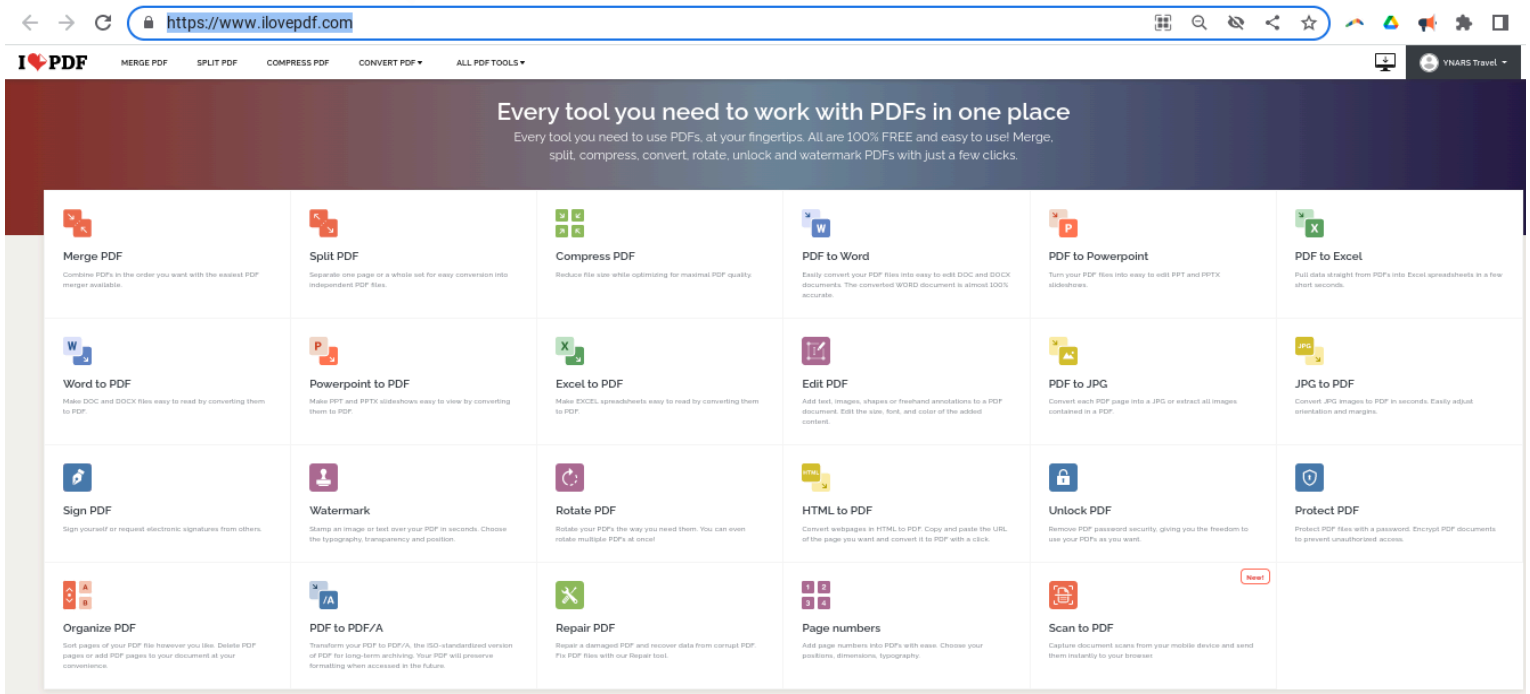 https://www.ilovepdf.com
I PDF
MERGE PDF
SPLIT PDF
COMPRESS PDF
CONVERT PDF
ALL PDF TOOLS
YNARS Travel
Every tool you need to work with PDFs in one place
Every tool you need to use PDFs, at your fingertips. All are 100% FREE and easy to use! Merge,
split, compress, convert, rotate, unlock and watermark PDFs with just a few clicks.
Merge PDF
Combine PDFs in the order you want with the easiest PDF
merger available.
Split PDF
Separate one page or a whole set for easy conversion into
independent PDF files.
Compress PDF
Reduce file size while optimizing for maximal PDF quality.
W
PDF to Word
Easily convert your PDF files into easy to edit DOC and DOCX
documents. The converted WORD document is almost 100%
accurate.
P
PDF to Powerpoint
Turn your PDF files into easy to edit PPT and PPTX
slideshows.
X
PDF to Excel
Pull data straight from PDFs into Excel spreadsheets in a few
short seconds.
W
Word to PDF
Make DOC and DOCX files easy to read by converting them
to PDF.
P
Powerpoint to PDF
Make PPT and PPTX slideshows easy to view by converting
them to PDF.
X
Excel to PDF
Make EXCEL spreadsheets easy to read by converting them
to PDF.
T
Edit PDF
Add text, images, shapes or freehand annotations to a PDF
document. Edit the size, font, and color of the added
content.
PDF to JPG
Convert each PDF page into a JPG or extract all images
contained in a PDF.
JPG
JPG to PDF
Convert JPG images to PDF in seconds. Easily adjust
orientation and margins.
Sign PDF
Sign yourself or request electronic signatures from others.
Watermark
Stamp an image or text over your PDF in seconds. Choose
the typography, transparency and position.
Rotate PDF
Rotate your PDFs the way you need them. You can even
rotate multiple PDFs at once!
HTML
HTML to PDF
Convert webpages in HTML to PDF. Copy and paste the URL
of the page you want and convert it to PDF with a click.
Unlock PDF
Remove PDF password security, giving you the freedom to
use your PDFs as you want.
Protect PDF
Protect PDF files with a password. Encrypt PDF documents
to prevent unauthorized access.
A
B
Organize PDF
Sort pages of your PDF file however you like. Delete PDF
pages or add PDF pages to your document at your
convenience.
/A
PDF to PDF/A
Transform your PDF to PDF/A, the ISO-standardized version
of PDF for long-term archiving. Your PDF will preserve
formatting when accessed in the future.
Repair PDF
Repair a damaged PDF and recover data from corrupt PDF.
Fix PDF files with our Repair tool.
1 2
3 4
Page numbers
Add page numbers into PDFs with ease. Choose your
positions, dimensions, typography.
New!
Scan to PDF
Capture document scans from your mobile device and send
them instantly to your browser.